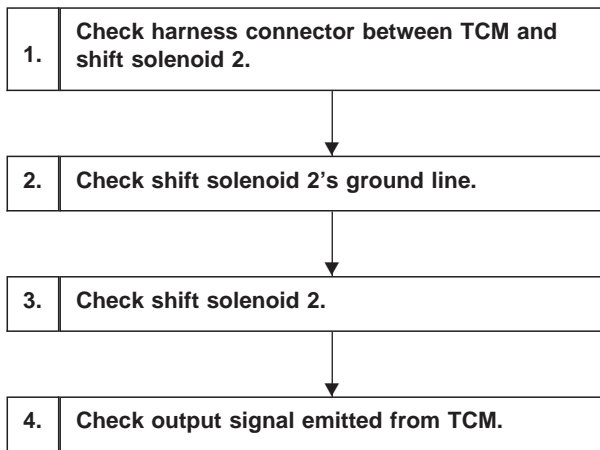 1.
Check harness connector between TCM and
shift solenoid 2.
2.
Check shift solenoid 2’s ground line.
3.
Check shift solenoid 2.
4.
Check output signal emitted from TCM.